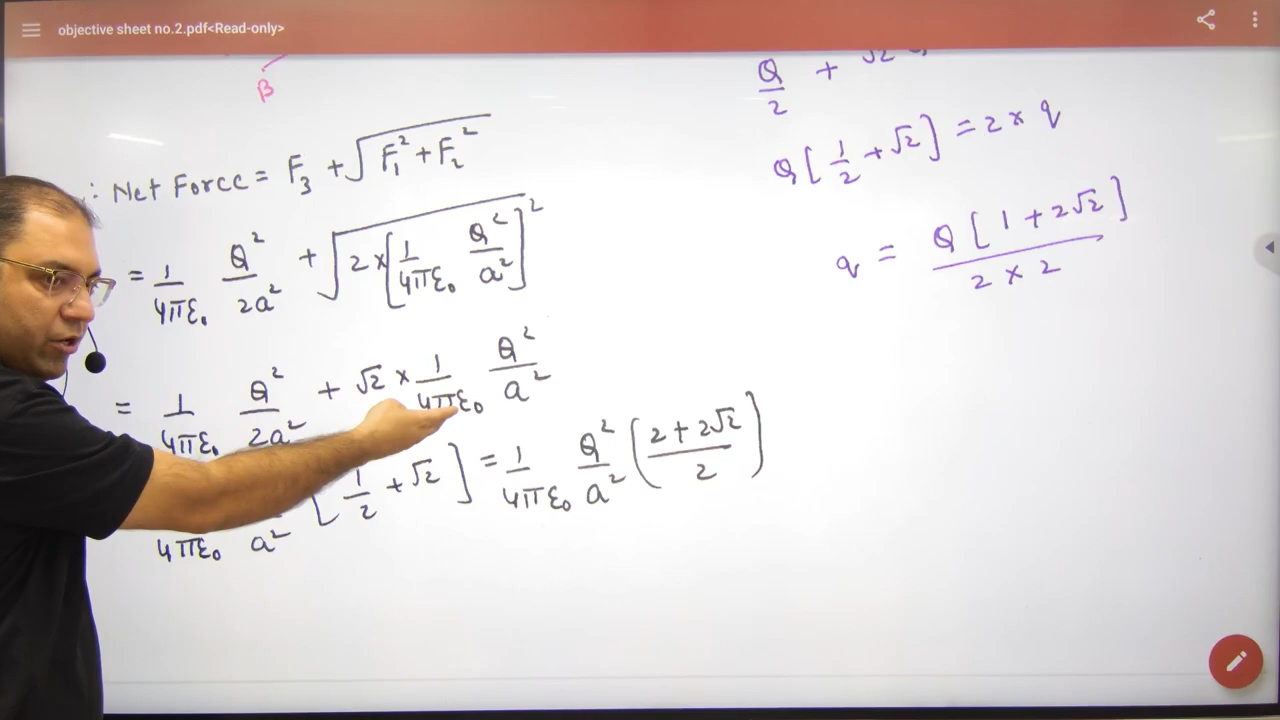 objective sheet no.2.pdf<Read-only>
β
∴ Net Force = F₃ + √(F₁² + F₂²)
= 1/4πε₀ Q²/2a² + √(2×[1/4πε₀ Q²/a²]²)
= 1/4πε₀ Q²/2a² + √2 × 1/4πε₀ Q²/a²
4πε₀ a² [1/2 + √2] = 1/4πε₀ Q²/a² ((2+2√2)/2)
Q/2 + √2
Q[1/2 + √2] = 2 × q
q = Q[1 + 2√2]/(2 × 2)